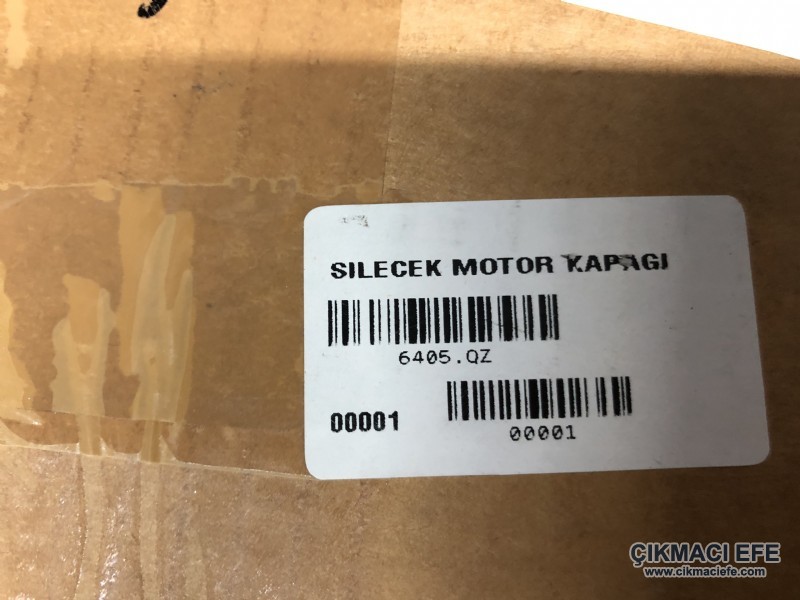 SILECEK MOTOR KAPAGI
6405.QZ
00001
00001
ÇIKMACI EFE
www.cikmaciefe.com